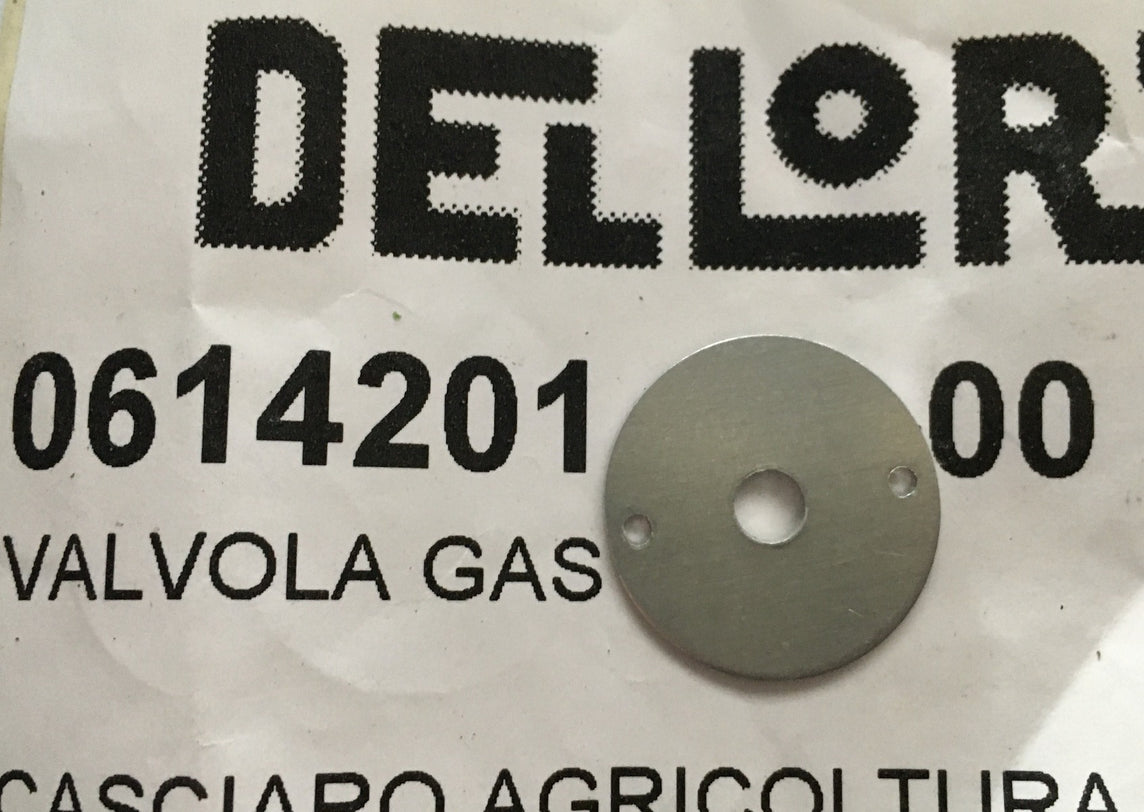 DELLOR
0614201 00
VALVOLA GAS
CASCIARO AGRICOLTURA